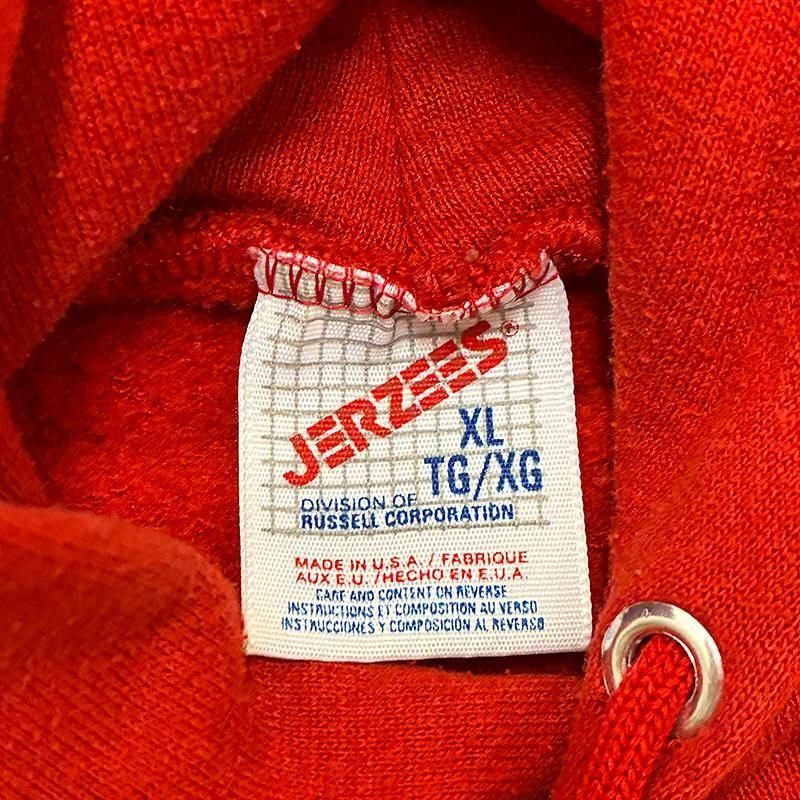 JERZEES®
XL
TG/XG
DIVISION OF
RUSSELL CORPORATION
MADE IN U.S.A. / FABRIQUE
AUX E.U. /HECHO EN E.U.A.
CARE AND CONTENT ON REVERSE
INSTRUCTIONS ET COMPOSITION AU VERSO
INSTRUCCIONES Y COMPOSICIÓN AL REVERSO